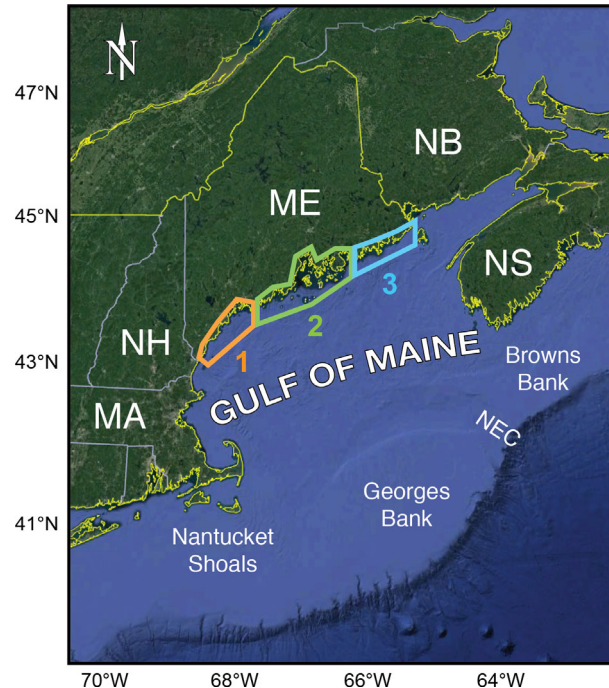 N
47°N
NB
ME
45°N
NS
3
2
NH
1
43°N
GULF OF MAINE
Browns
Bank
MA
NEC
Georges
Bank
41°N
Nantucket
Shoals
70°W
68°W
66°W
64°W